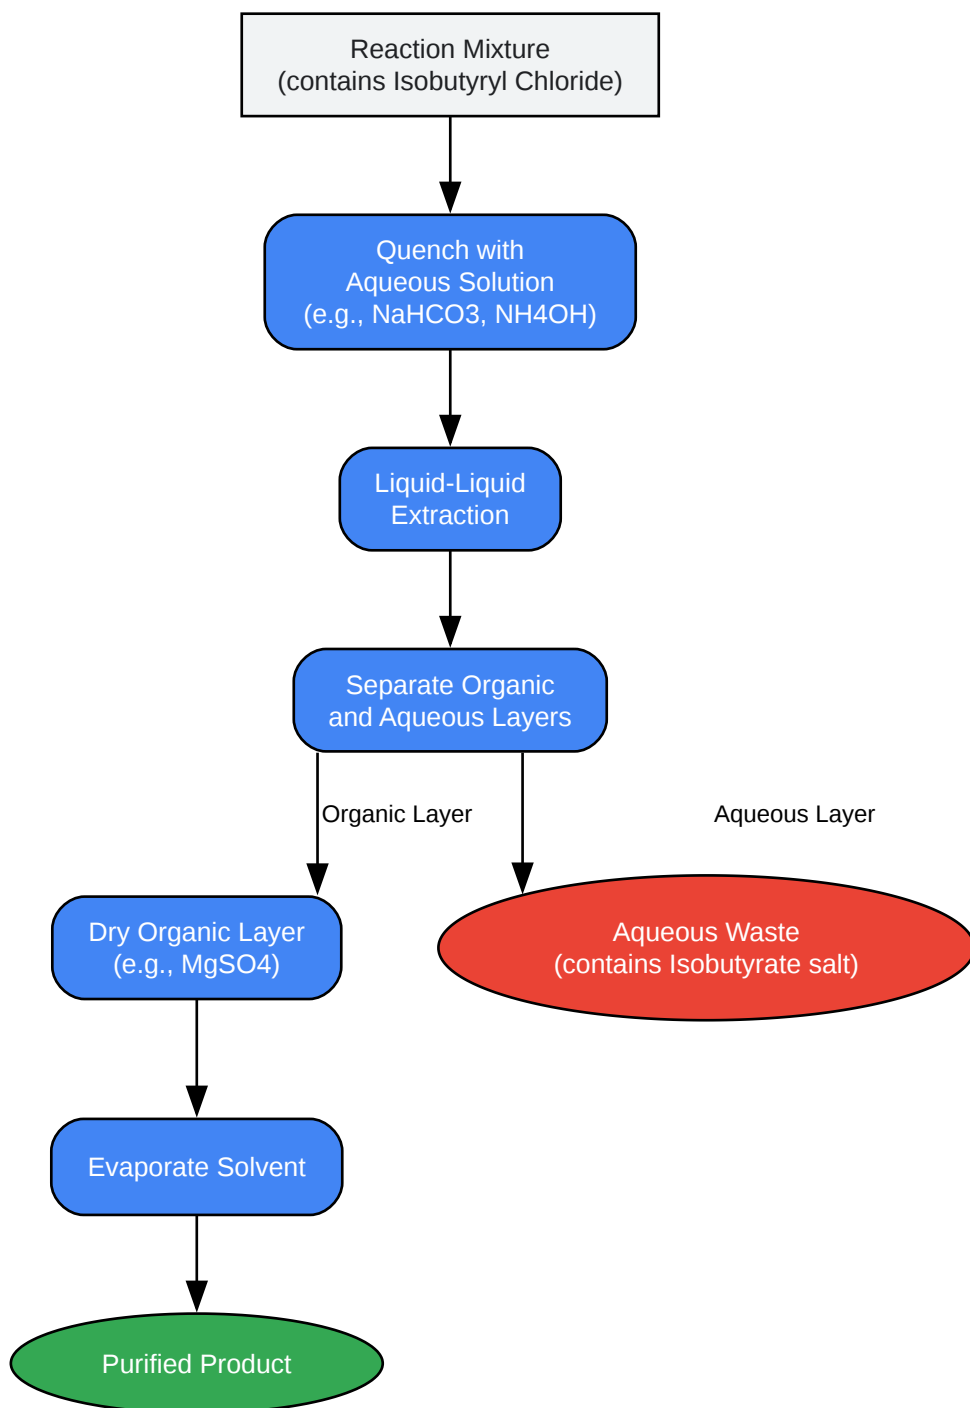 Reaction Mixture
(contains Isobutyryl Chloride)
Quench with
Aqueous Solution
(e.g., NaHCO3, NH4OH)
Liquid-Liquid
Extraction
Separate Organic
and Aqueous Layers
Organic Layer
Aqueous Layer
Dry Organic Layer
(e.g., MgSO4)
Aqueous Waste
(contains Isobutyrate salt)
Evaporate Solvent
Purified Product